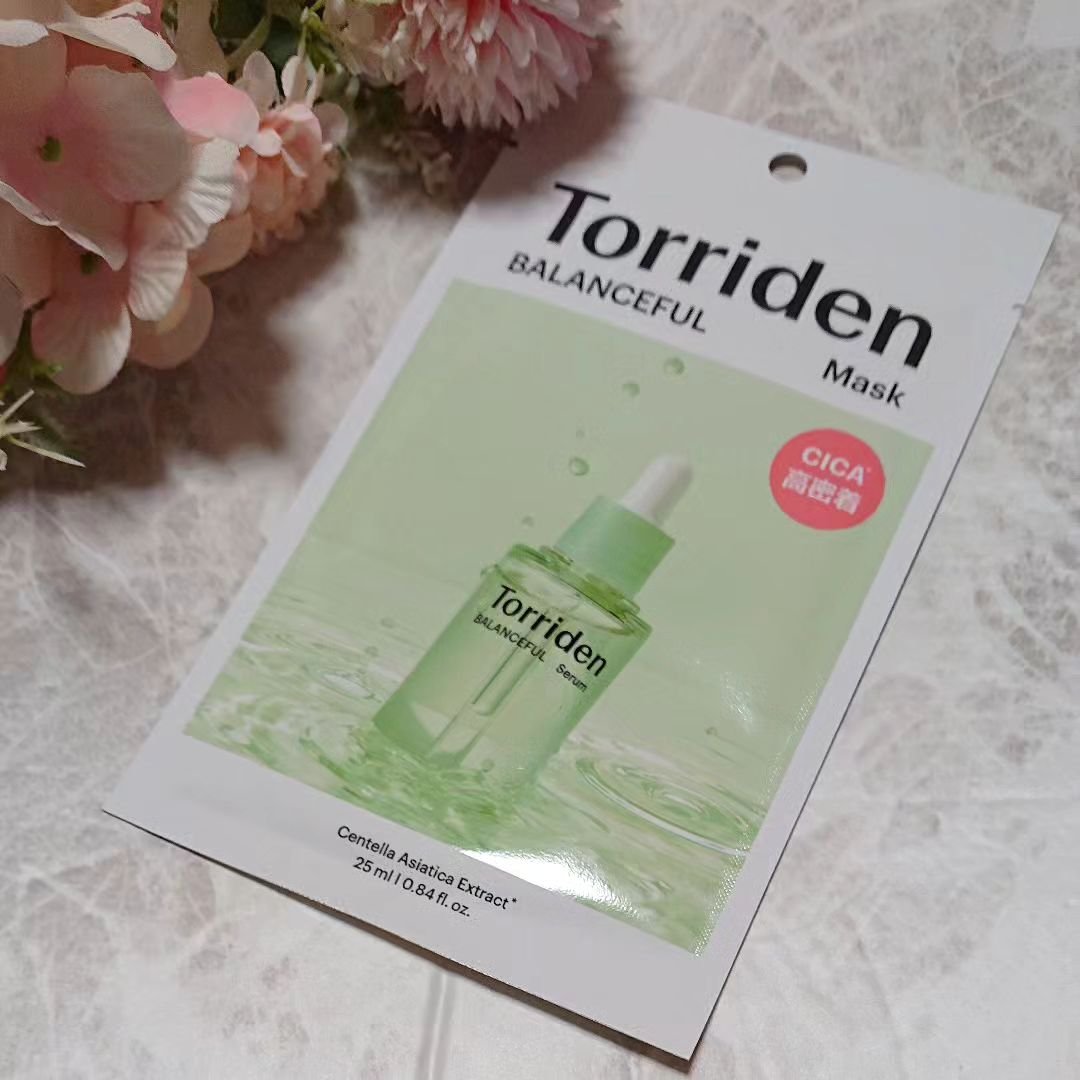 Torriden
BALANCEFUL
Mask
CICA*
高密着
Torriden
BALANCEFUL
Serum
Centella Asiatica Extract*
25 ml | 0.84 fl. oz.